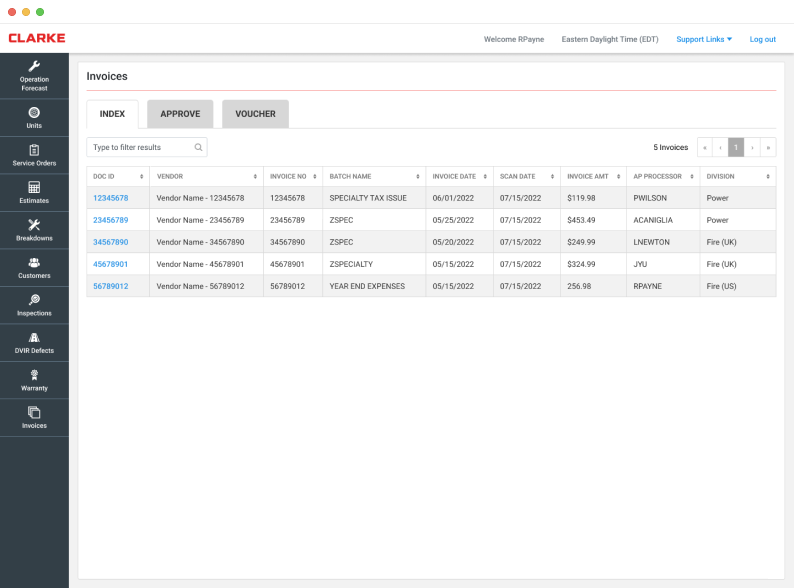 CLARKE
Welcome RPayne Eastern Daylight Time (EDT) Support Links Log out
Operation
Forecast
Units
Service Orders
Estimates
Breakdowns
Customers
Inspections
DVIR Defects
Warranty
Invoices
Invoices
INDEX APPROVE VOUCHER
Type to filter results 5 Invoices « ‹ 1 › »
DOC ID VENDOR INVOICE NO BATCH NAME INVOICE DATE SCAN DATE INVOICE AMT AP PROCESSOR DIVISION
12345678 Vendor Name - 12345678 12345678 SPECIALTY TAX ISSUE 06/01/2022 07/15/2022 $119.98 PWILSON Power
23456789 Vendor Name - 23456789 23456789 ZSPEC 05/25/2022 07/15/2022 $453.49 ACANIGLIA Power
34567890 Vendor Name - 34567890 34567890 ZSPEC 05/20/2022 07/15/2022 $249.99 LNEWTON Fire (UK)
45678901 Vendor Name - 45678901 45678901 ZSPECIALTY 05/15/2022 07/15/2022 $324.99 JYU Fire (UK)
56789012 Vendor Name - 56789012 56789012 YEAR END EXPENSES 05/15/2022 07/15/2022 256.98 RPAYNE Fire (US)